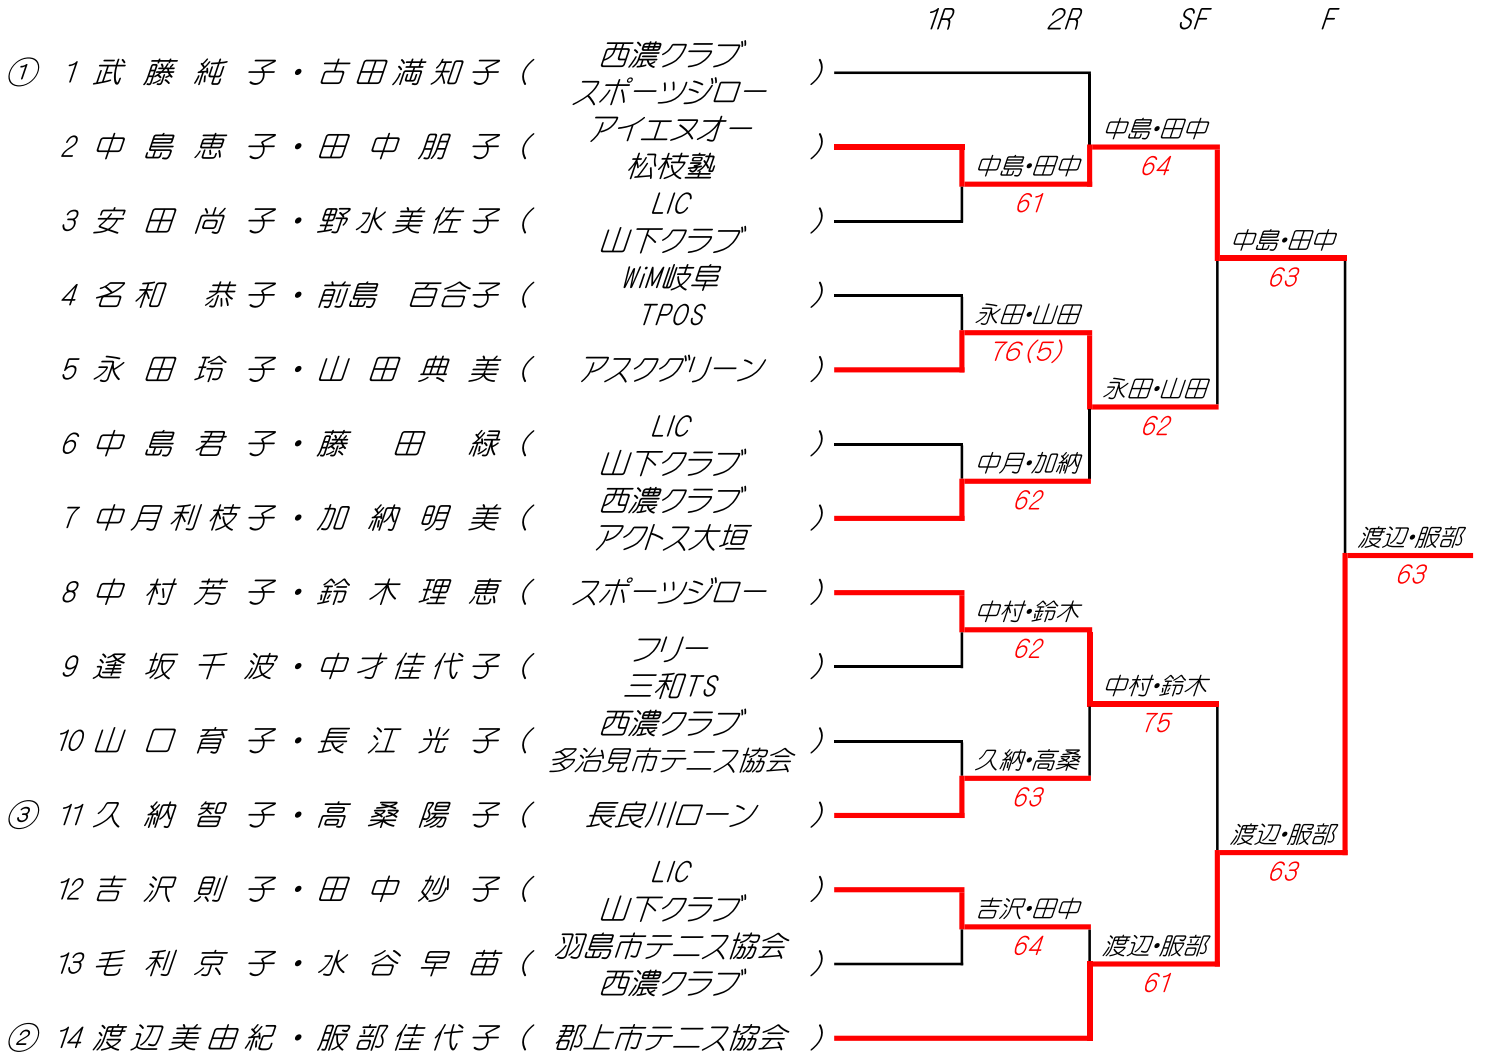 1R 2R SF F
① 1 武藤純子・古田満知子 ( 西濃クラブ スポーツジロー )
2 中島恵子・田中朋子 ( アイエヌオー 松枝塾 )
3 安田尚子・野水美佐子 ( LIC 山下クラブ )
4 名和 恭子・前島 百合子 ( WiM岐阜 TPOS )
5 永田玲子・山田典美 ( アスクグリーン )
6 中島君子・藤田緑 ( LIC 山下クラブ )
7 中月利枝子・加納明美 ( 西濃クラブ アクトス大垣 )
8 中村芳子・鈴木理恵 ( スポーツジロー )
9 逢坂千波・中才佳代子 ( フリー 三和TS )
10 山口育子・長江光子 ( 西濃クラブ 多治見市テニス協会 )
③ 11 久納智子・高桑陽子 ( 長良川ローン )
12 吉沢則子・田中妙子 ( LIC 山下クラブ )
13 毛利京子・水谷早苗 ( 羽島市テニス協会 西濃クラブ )
② 14 渡辺美由紀・服部佳代子 ( 郡上市テニス協会 )
中島・田中
61
永田・山田
76(5)
中月・加納
62
中村・鈴木
62
久納・高桑
63
吉沢・田中
64
中島・田中
64
永田・山田
62
中村・鈴木
75
渡辺・服部
61
中島・田中
63
渡辺・服部
63
渡辺・服部
63